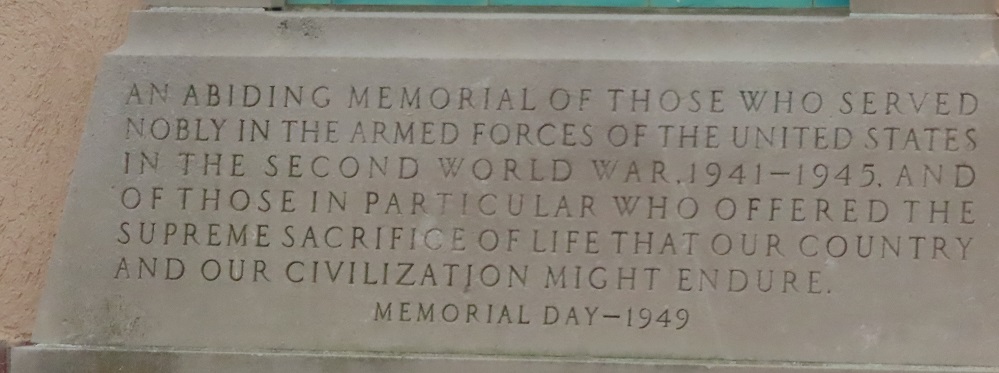 AN ABIDING MEMORIAL OF THOSE WHO SERVED
NOBLY IN THE ARMED FORCES OF THE UNITED STATES
IN THE SECOND WORLD WAR, 1941–1945, AND
OF THOSE IN PARTICULAR WHO OFFERED THE
SUPREME SACRIFICE OF LIFE THAT OUR COUNTRY
AND OUR CIVILIZATION MIGHT ENDURE.
MEMORIAL DAY–1949